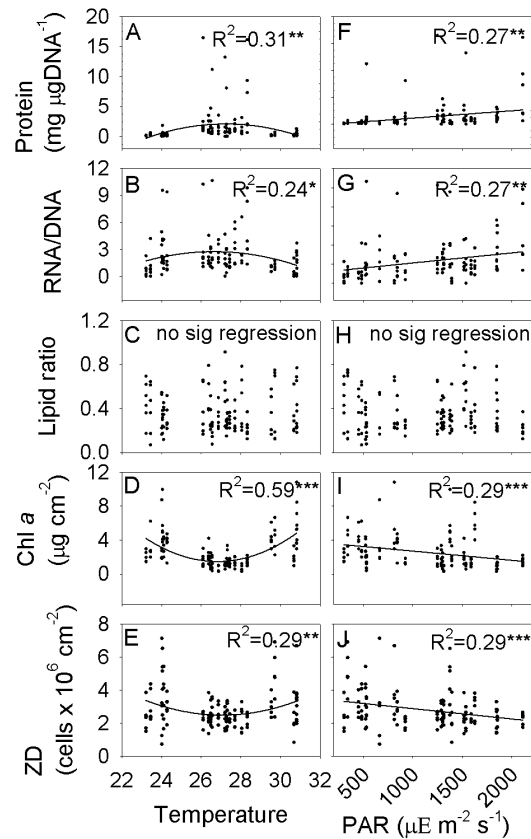 A
R²=0.31**
F
R²=0.27**
Protein
(mg µgDNA⁻¹)
20
15
10
5
2
0
B
R²=0.24*
G
R²=0.27**
RNA/DNA
12
9
6
3
0
C no sig regression
H no sig regression
Lipid ratio
1.2
0.8
0.4
0.0
D
R²=0.59***
I
R²=0.29***
Chl a
(µg cm⁻²)
12
8
4
0
E
R²=0.29**
J
R²=0.29***
ZD
(cells x 10⁶ cm⁻²)
8
6
4
2
0
22 24 26 28 30 32
500 1000 1500 2000
Temperature
PAR (µE m⁻² s⁻¹)